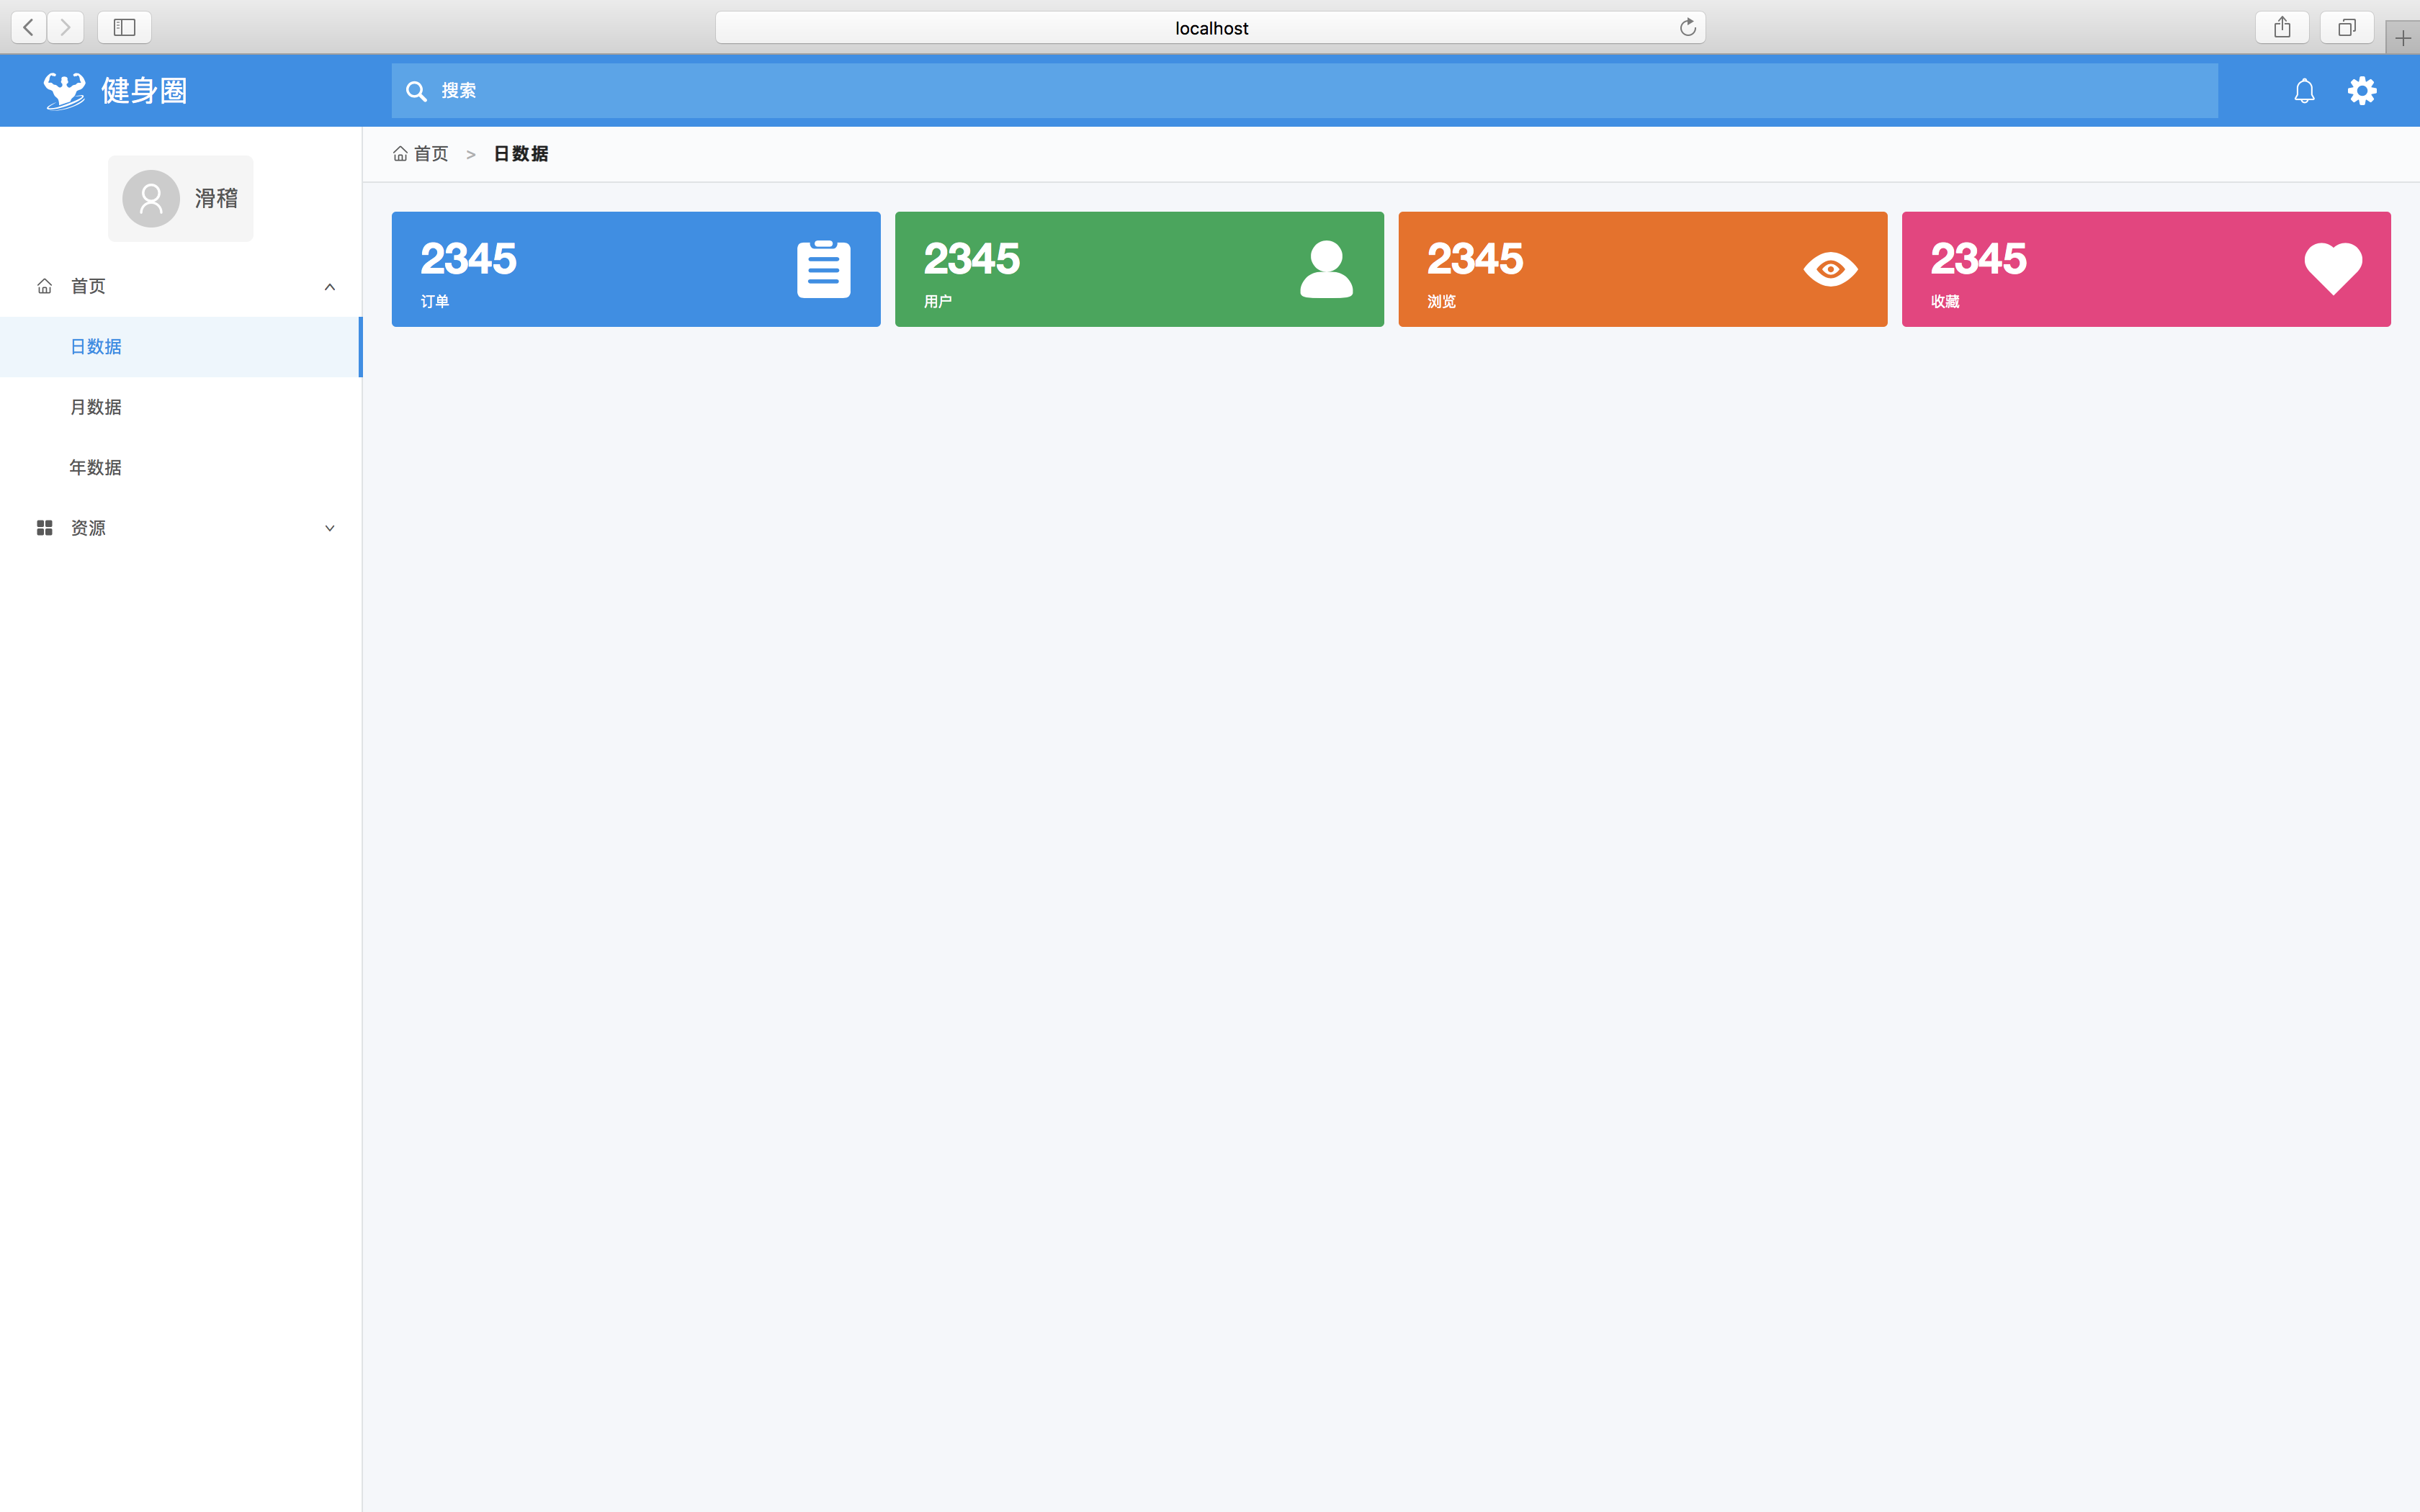 localhost
健身圈
搜索
首页 > 日数据
滑稽
首页
日数据
月数据
年数据
资源
2345
订单
2345
用户
2345
浏览
2345
收藏